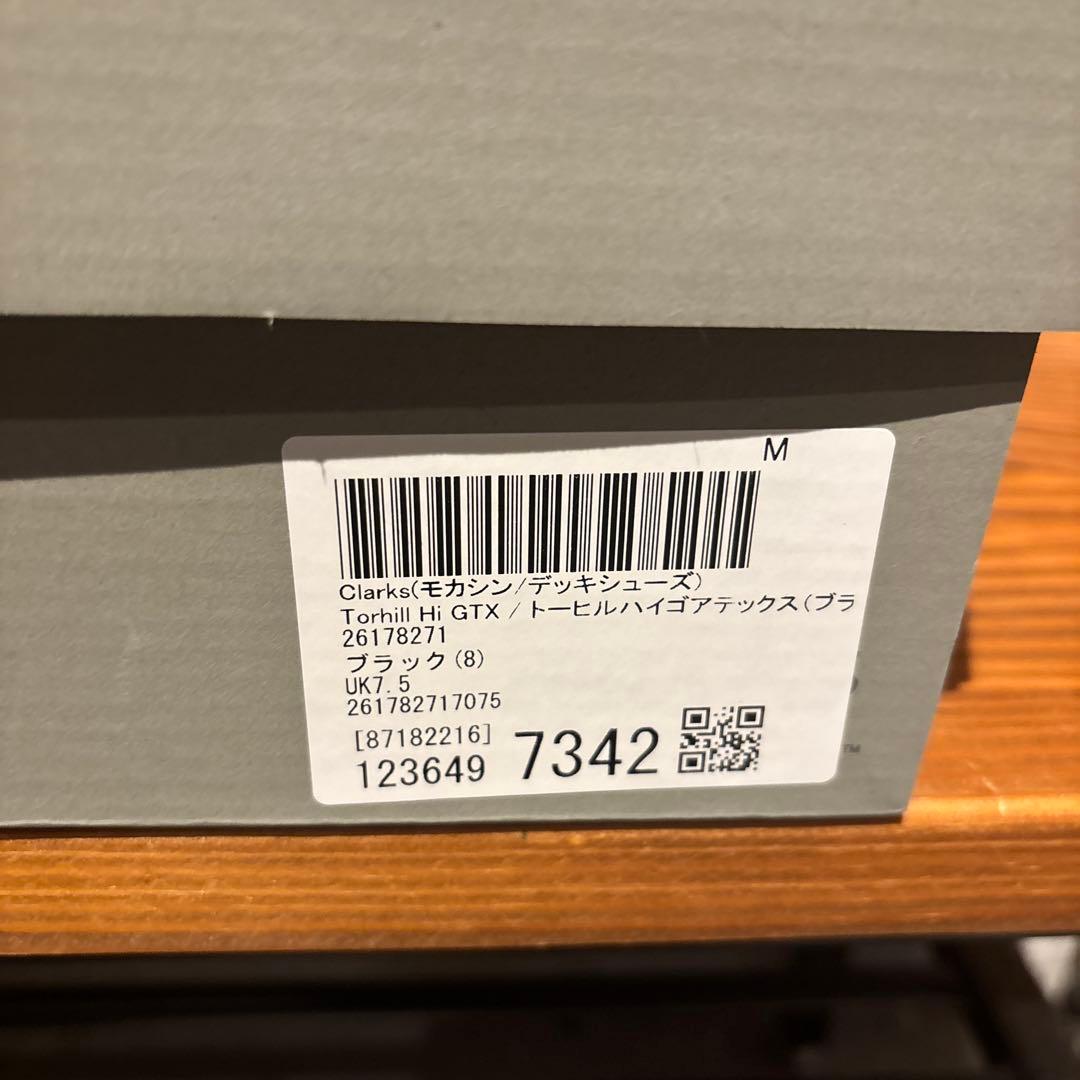 M
Clarks(モカシン/デッキシューズ)
Torhill Hi GTX / トーヒルハイゴアテックス(ブラ
26178271
ブラック(8)
UK7.5
261782717075
[87182216]
123649 7342
TM